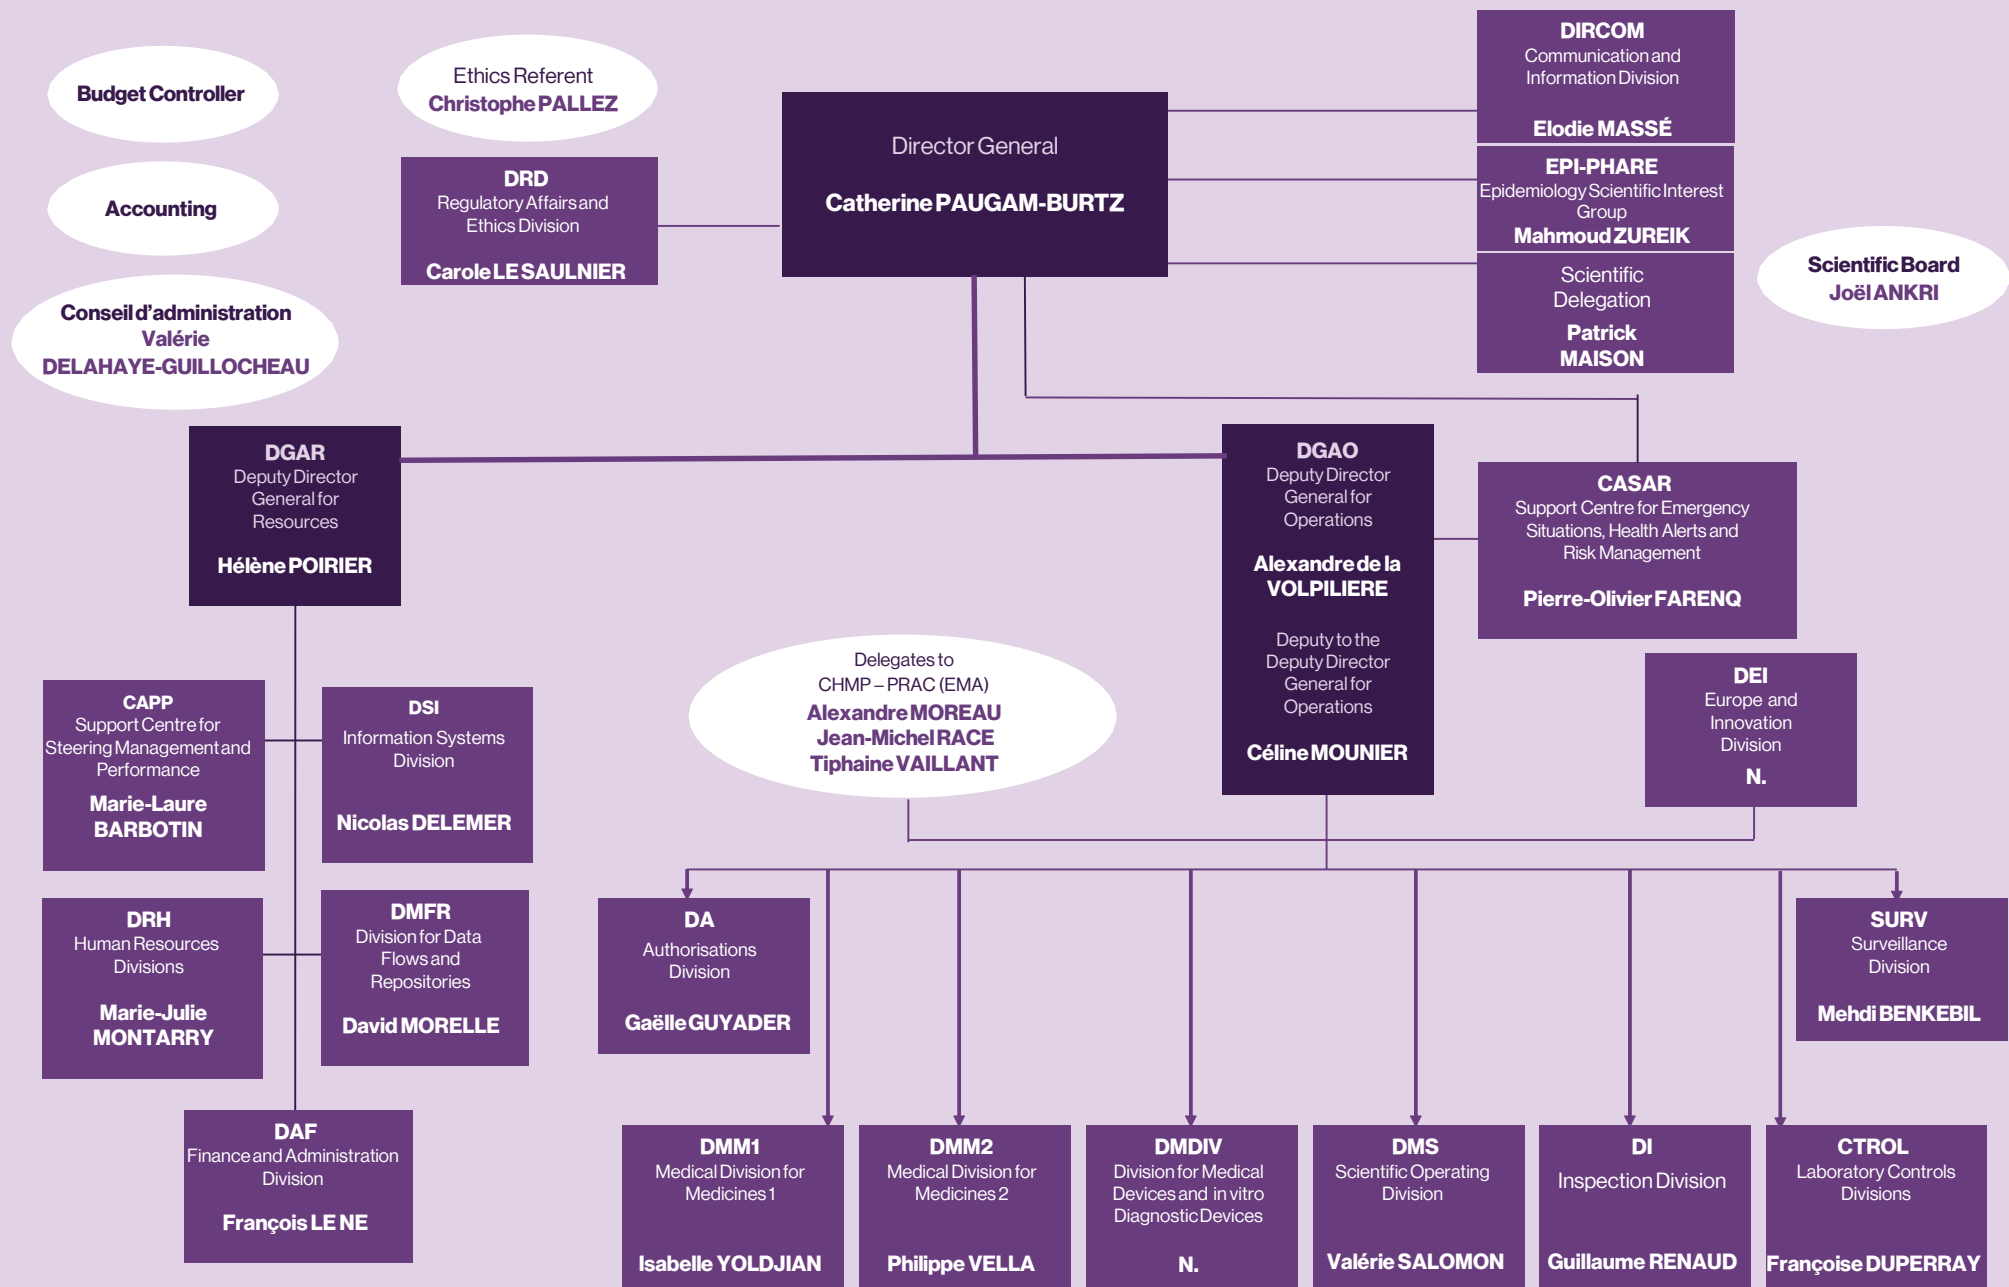 Budget Controller
Accounting
Conseil d'administration
Valérie
DELAHAYE-GUILLOCHEAU
Ethics Referent
Christophe PALLEZ
DRD
Regulatory Affairs and
Ethics Division
Carole LE SAULNIER
Director General
Catherine PAUGAM-BURTZ
DIRCOM
Communication and
Information Division
Elodie MASSÉ
EPI-PHARE
Epidemiology Scientific Interest
Group
Mahmoud ZUREIK
Scientific
Delegation
Patrick
MAISON
Scientific Board
Joël ANKRI
DGAR
Deputy Director
General for
Resources
Hélène POIRIER
DGAO
Deputy Director
General for
Operations
Alexandre de la
VOLPILIERE
Deputy to the
Deputy Director
General for
Operations
Céline MOUNIER
CASAR
Support Centre for Emergency
Situations, Health Alerts and
Risk Management
Pierre-Olivier FARENQ
CAPP
Support Centre for
Steering Management and
Performance
Marie-Laure
BARBOTIN
DSI
Information Systems
Division
Nicolas DELEMER
Delegates to
CHMP – PRAC (EMA)
Alexandre MOREAU
Jean-Michel RACE
Tiphaine VAILLANT
DEI
Europe and
Innovation
Division
N.
DRH
Human Resources
Divisions
Marie-Julie
MONTARRY
DMFR
Division for Data
Flows and
Repositories
David MORELLE
DA
Authorisations
Division
Gaëlle GUYADER
SURV
Surveillance
Division
Mehdi BENKEBIL
DAF
Finance and Administration
Division
François LE NE
DMM1
Medical Division for
Medicines 1
Isabelle YOLDJIAN
DMM2
Medical Division for
Medicines 2
Philippe VELLA
DMDIV
Division for Medical
Devices and in vitro
Diagnostic Devices
N.
DMS
Scientific Operating
Division
Valérie SALOMON
DI
Inspection Division
Guillaume RENAUD
CTROL
Laboratory Controls
Divisions
Françoise DUPERRAY